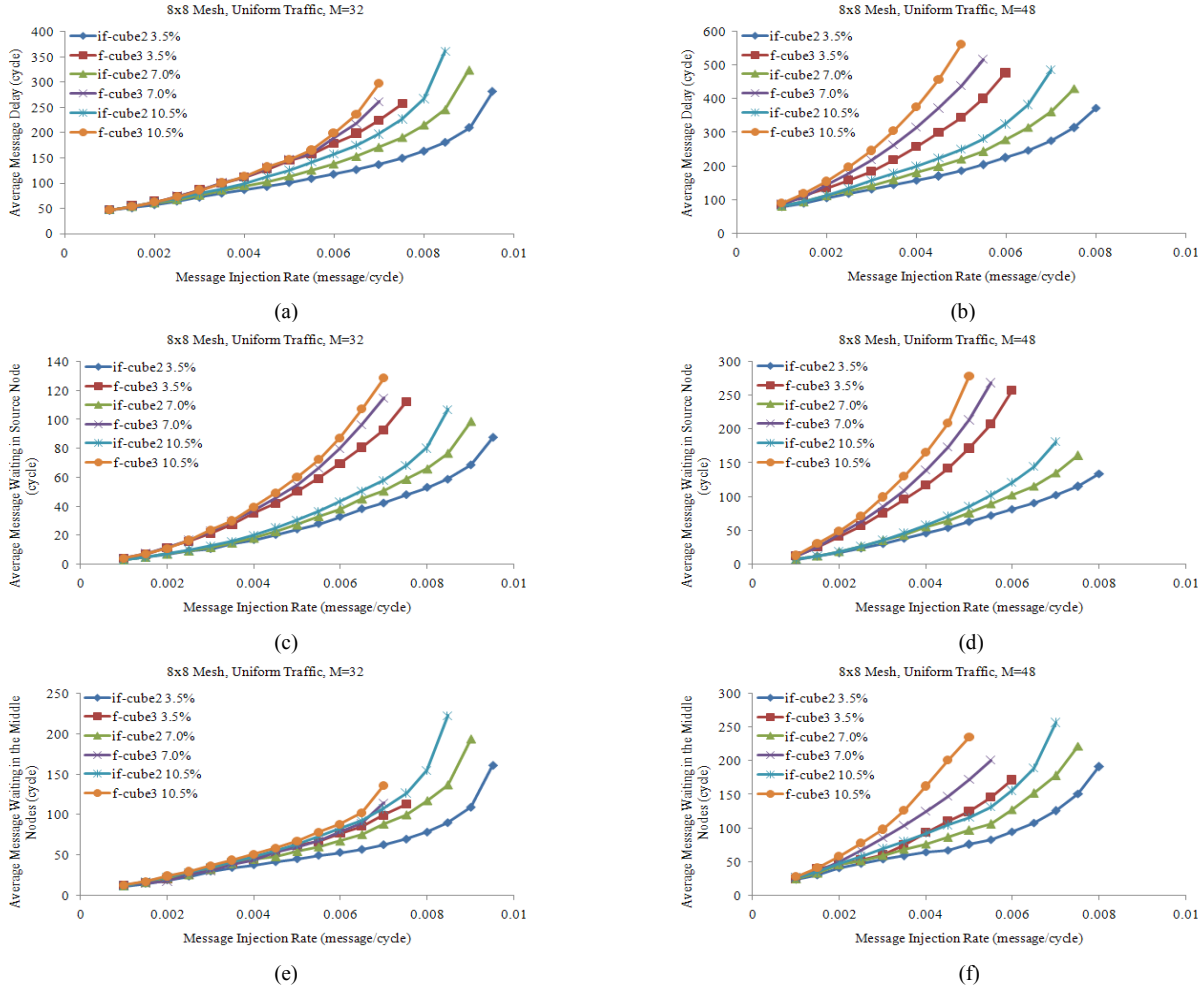 8x8 Mesh, Uniform Traffic, M=32
Average Message Delay (cycle)
400
350
300
250
200
150
100
50
0
if-cube2 3.5%
f-cube3 3.5%
if-cube2 7.0%
f-cube3 7.0%
if-cube2 10.5%
f-cube3 10.5%
0 0.002 0.004 0.006 0.008 0.01
Message Injection Rate (message/cycle)
(a)
8x8 Mesh, Uniform Traffic, M=48
Average Message Delay (cycle)
600
500
400
300
200
100
0
if-cube2 3.5%
f-cube3 3.5%
if-cube2 7.0%
f-cube3 7.0%
if-cube2 10.5%
f-cube3 10.5%
0 0.002 0.004 0.006 0.008 0.01
Message Injection Rate (message/cycle)
(b)
8x8 Mesh, Uniform Traffic, M=32
Average Message Waiting in Source Node
(cycle)
140
120
100
80
60
40
20
0
if-cube2 3.5%
f-cube3 3.5%
if-cube2 7.0%
f-cube3 7.0%
if-cube2 10.5%
f-cube3 10.5%
0 0.002 0.004 0.006 0.008 0.01
Message Injection Rate (message/cycle)
(c)
8x8 Mesh, Uniform Traffic, M=48
Average Message Waiting in Source Node
(cycle)
300
250
200
150
100
50
0
if-cube2 3.5%
f-cube3 3.5%
if-cube2 7.0%
f-cube3 7.0%
if-cube2 10.5%
f-cube3 10.5%
0 0.002 0.004 0.006 0.008 0.01
Message Injection Rate (message/cycle)
(d)
8x8 Mesh, Uniform Traffic, M=32
Average Message Waiting in the Middle
Nodes (cycle)
250
200
150
100
50
0
if-cube2 3.5%
f-cube3 3.5%
if-cube2 7.0%
f-cube3 7.0%
if-cube2 10.5%
f-cube3 10.5%
0 0.002 0.004 0.006 0.008 0.01
Message Injection Rate (message/cycle)
(e)
8x8 Mesh, Uniform Traffic, M=48
Average Message Waiting in the Middle
Nodes (cycle)
300
250
200
150
100
50
0
if-cube2 3.5%
f-cube3 3.5%
if-cube2 7.0%
f-cube3 7.0%
if-cube2 10.5%
f-cube3 10.5%
0 0.002 0.004 0.006 0.008 0.01
Message Injection Rate (message/cycle)
(f)